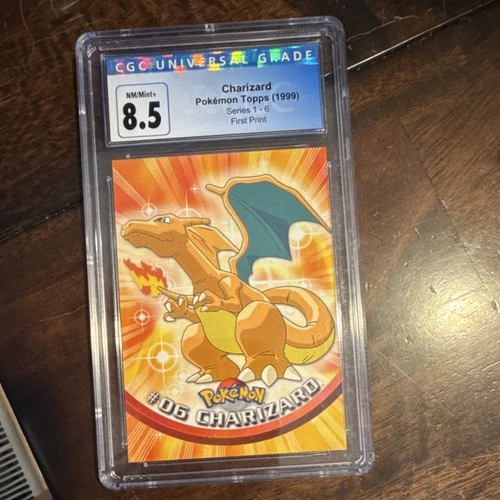 CGC UNIVERSAL GRADE
NM/Mint+
8.5
Charizard
Pokémon Topps (1999)
Series 1 - 6
First Print
POKéMON
#06 CHARIZARD